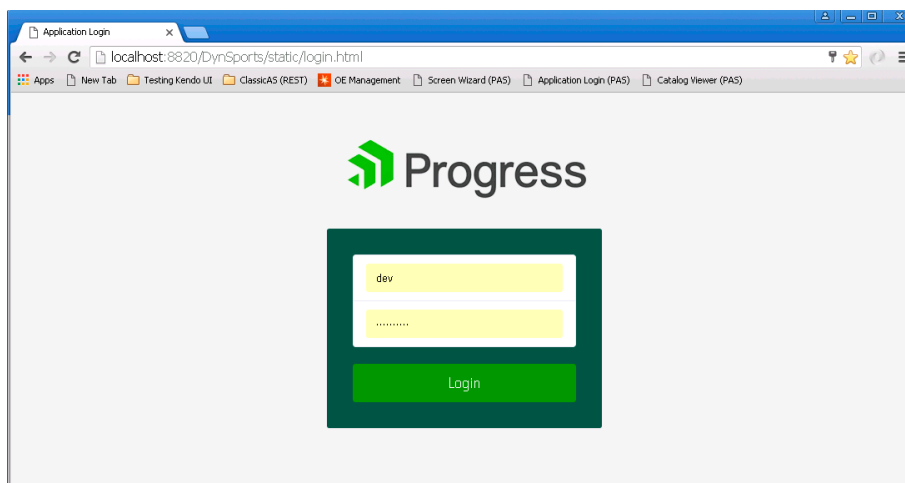 Application Login
localhost:8820/DynSports/static/login.html
Apps New Tab Testing Kendo UI ClassicAS (REST) OE Management Screen Wizard (PAS) Application Login (PAS) Catalog Viewer (PAS)
Progress
dev
..........
Login